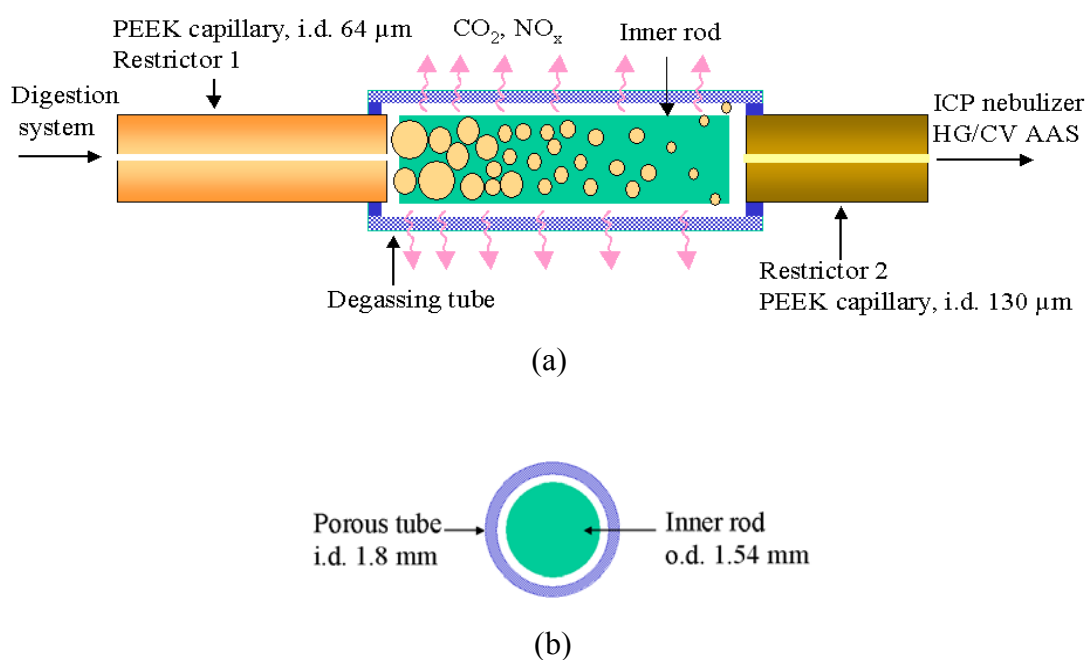 PEEK capillary, i.d. 64 µm
Restrictor 1
CO2, NOx
Inner rod
Digestion
system
ICP nebulizer
HG/CV AAS
Degassing tube
Restrictor 2
PEEK capillary, i.d. 130 µm
(a)
Porous tube
i.d. 1.8 mm
Inner rod
o.d. 1.54 mm
(b)